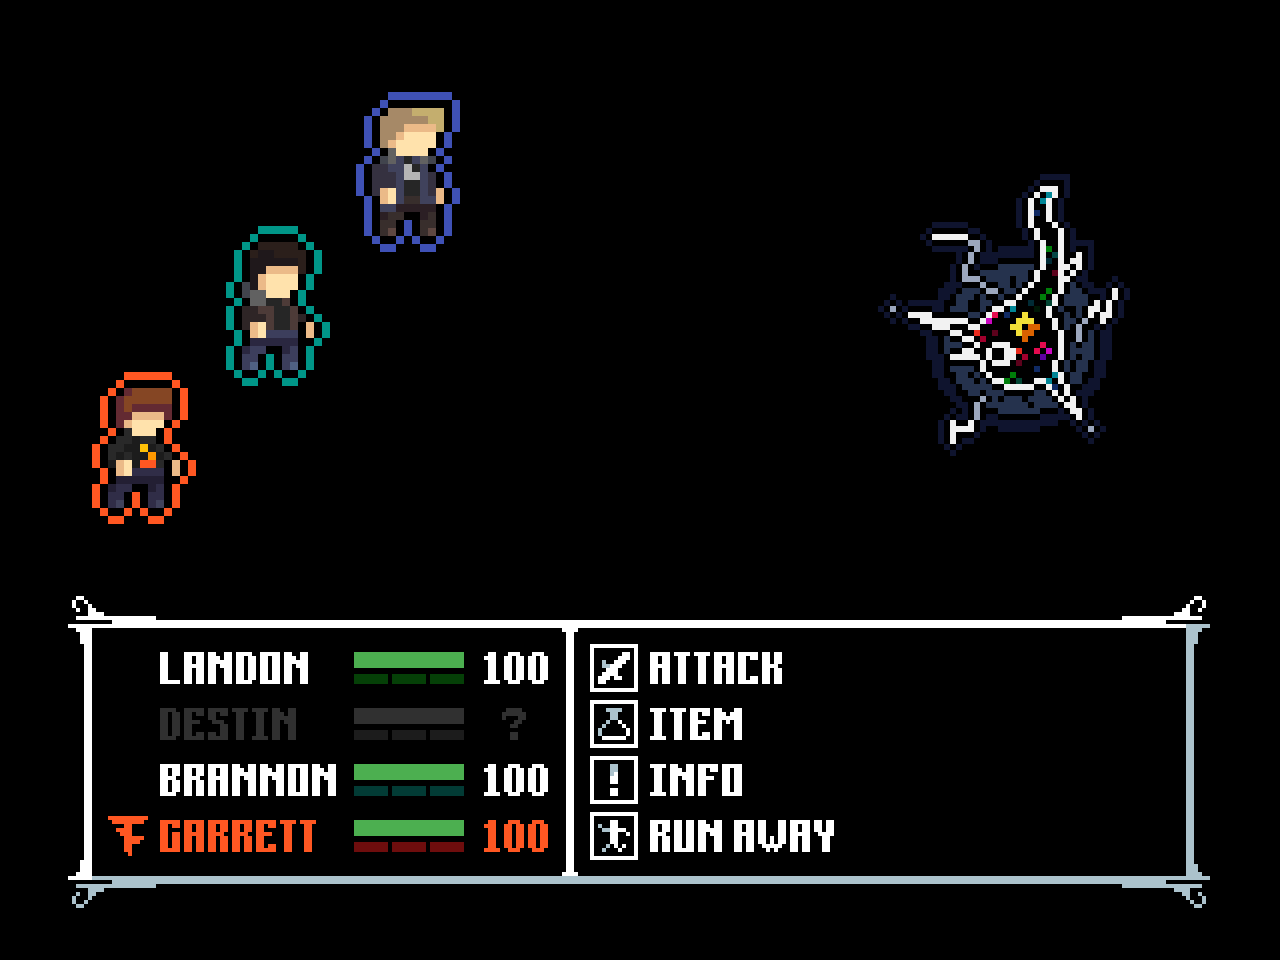 LANDON 100
DESTIN ?
BRANNON 100
GARRETT 100
ATTACK
ITEM
! INFO
RUN AWAY